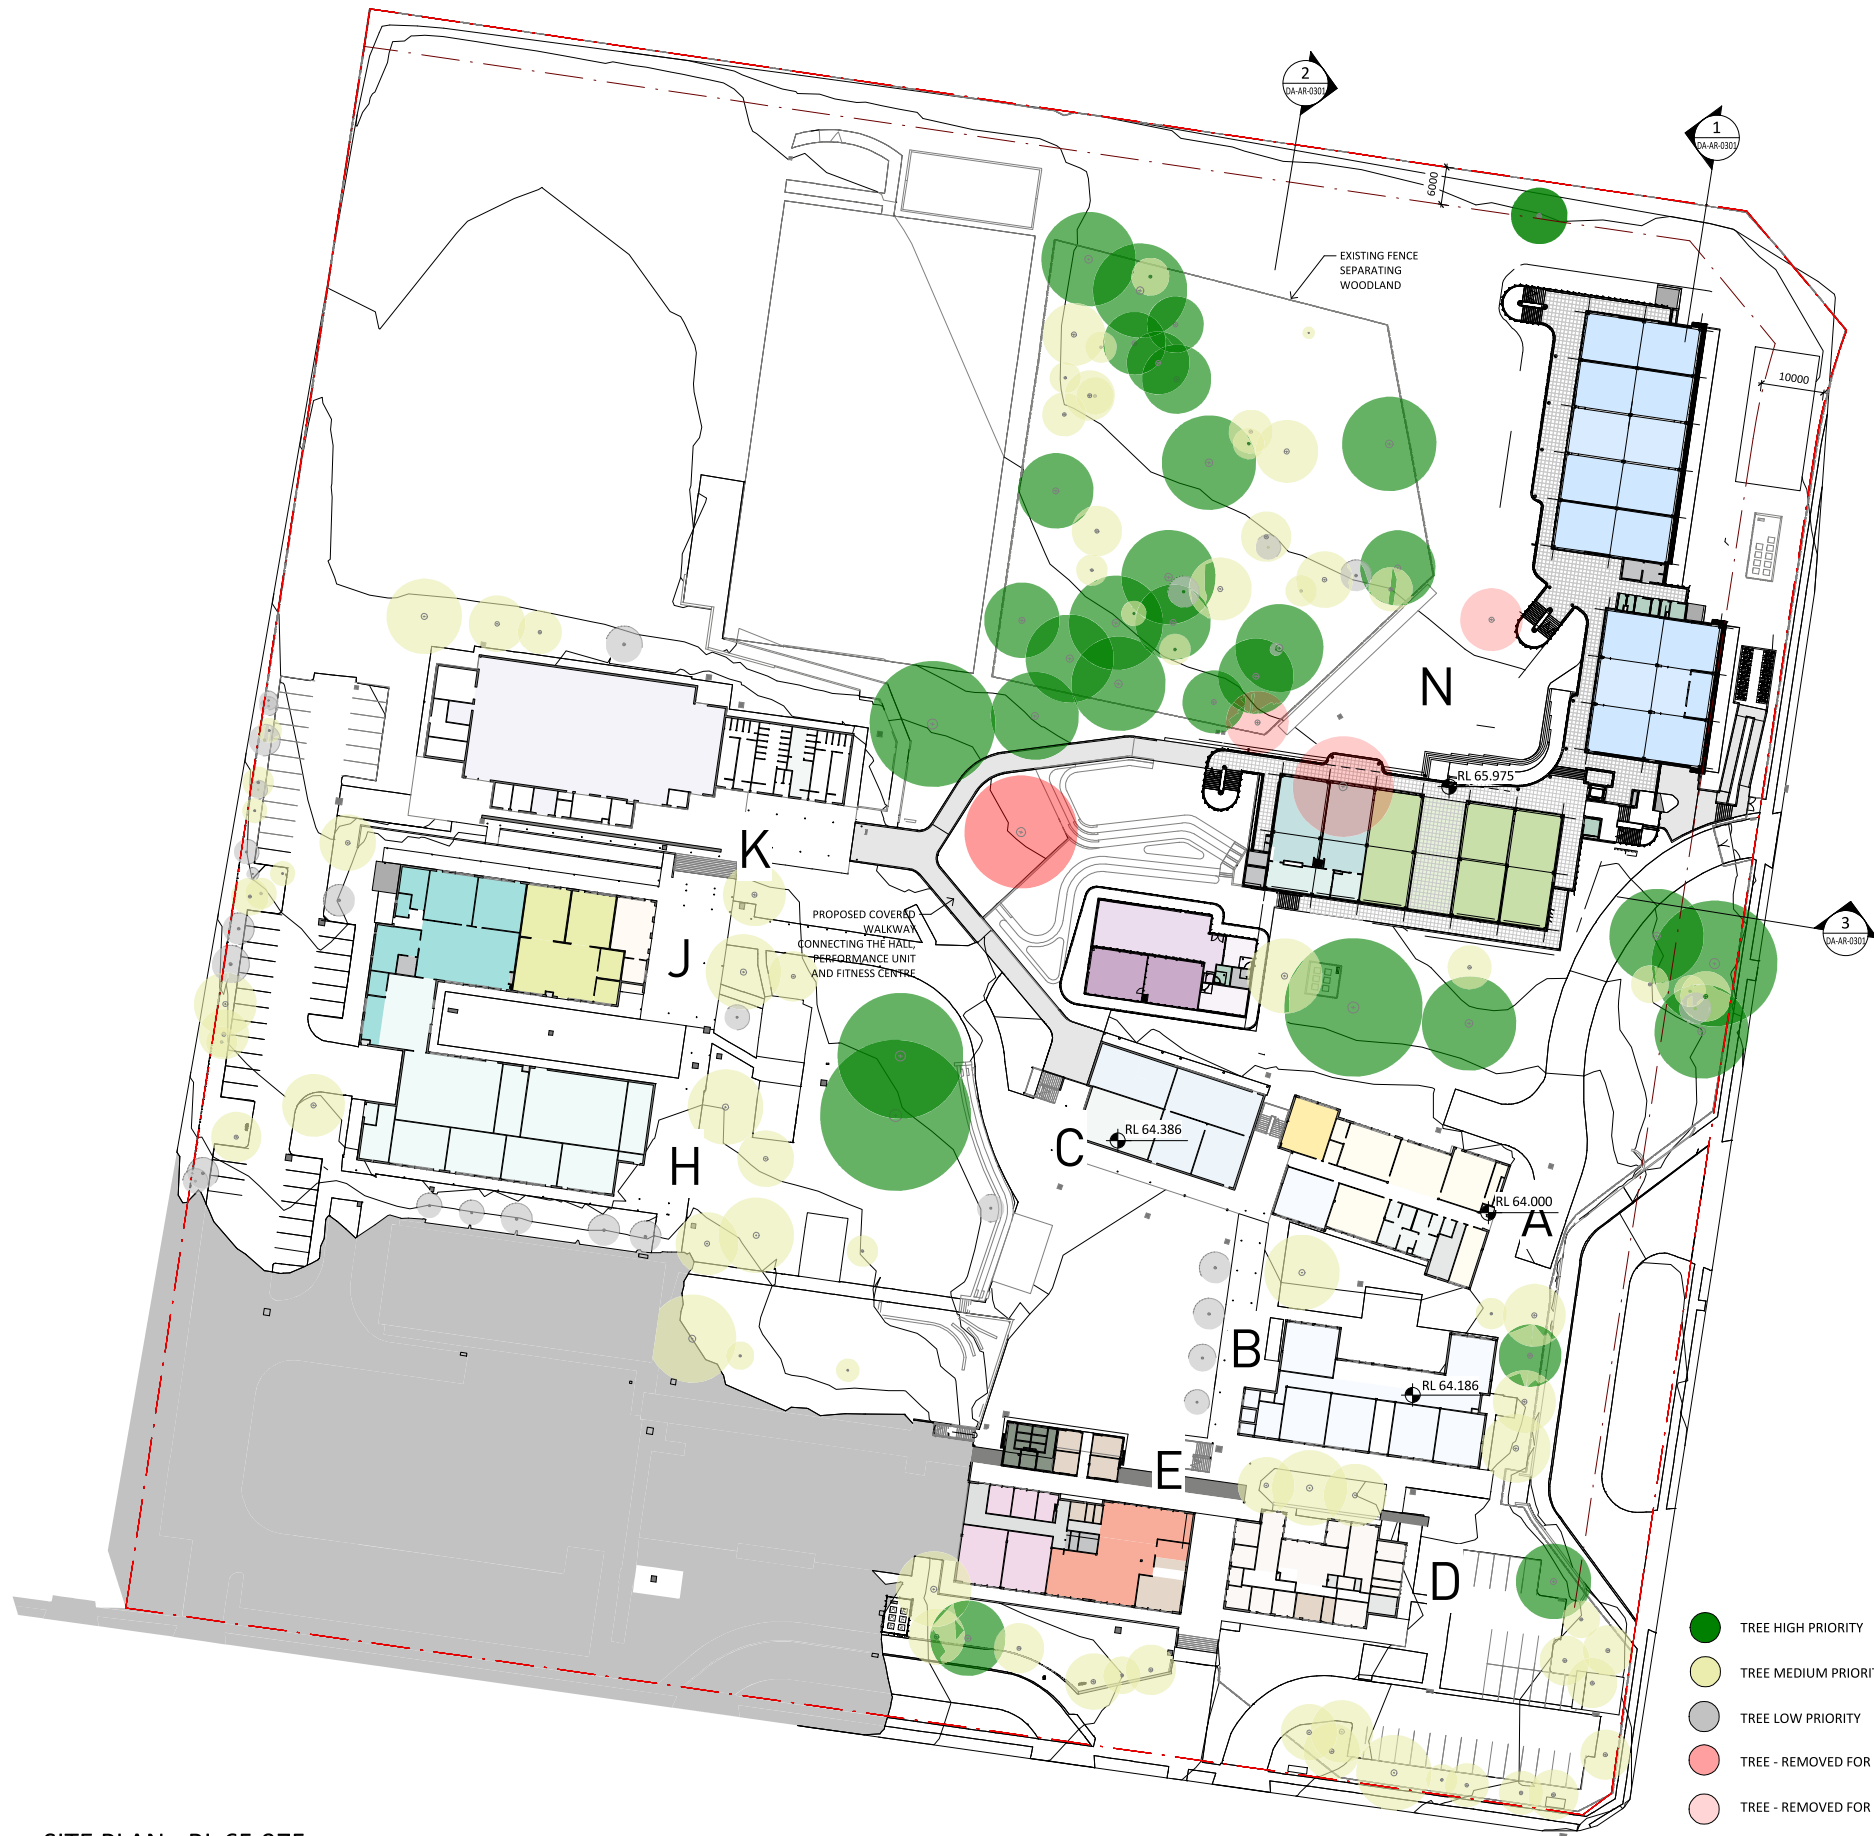 2
DA-AR-0301
1
DA-AR-0301
6000
EXISTING FENCE
SEPARATING
WOODLAND
10000
N
RL 65.975
K
PROPOSED COVERED
WALKWAY
CONNECTING THE HALL,
PERFORMANCE UNIT
AND FITNESS CENTRE
3
DA-AR-0301
J
C
RL 64.386
H
RL 64.000
A
B
RL 64.186
E
D
TREE HIGH PRIORITY
TREE MEDIUM PRIORI
TREE LOW PRIORITY
TREE - REMOVED FOR
TREE - REMOVED FOR